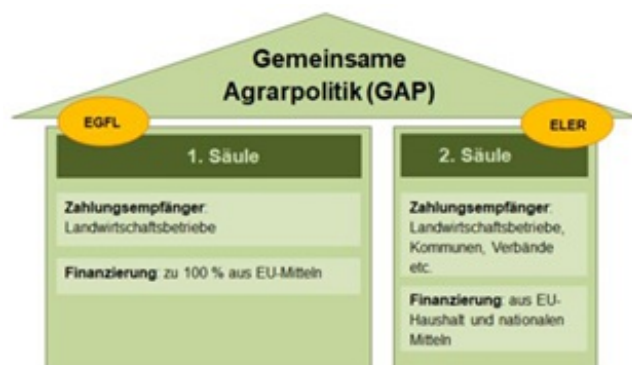 Gemeinsame
Agrarpolitik (GAP)
EGFL
ELER
1. Säule
Zahlungsempfänger:
Landwirtschaftsbetriebe
Finanzierung: zu 100 % aus EU-Mitteln
2. Säule
Zahlungsempfänger:
Landwirtschaftsbetriebe,
Kommunen, Verbände
etc.
Finanzierung: aus EU-
Haushalt und nationalen
Mitteln